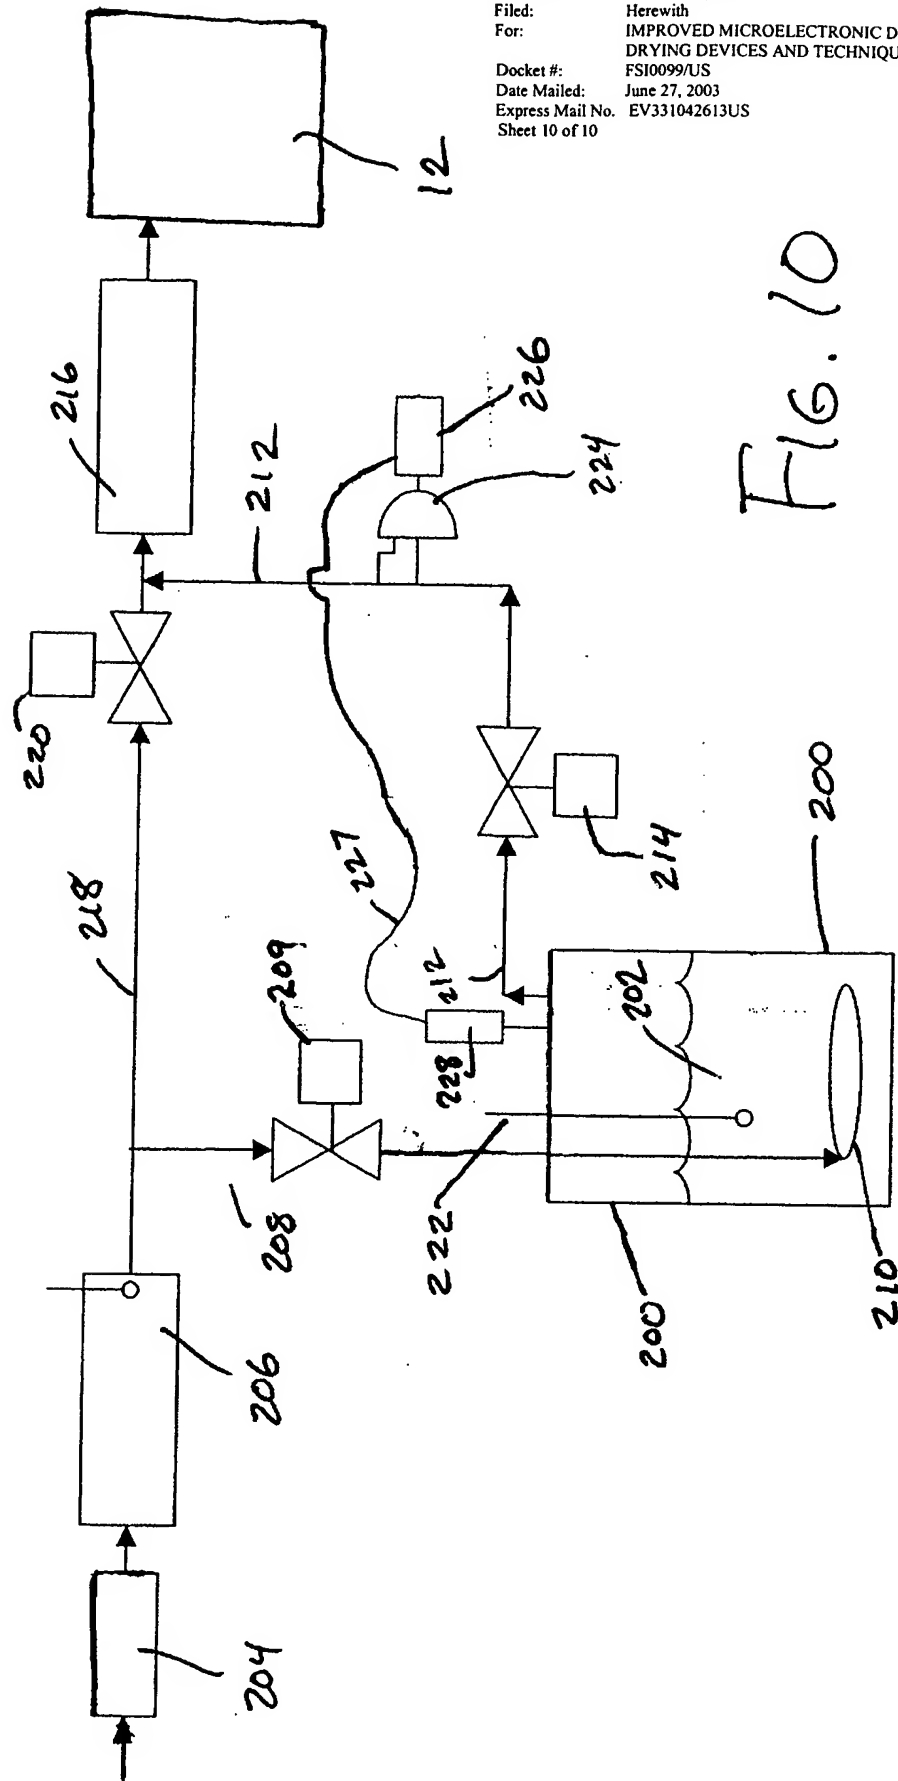 Filed: Herewith
For: IMPROVED MICROELECTRONIC D
DRYING DEVICES AND TECHNIQU
Docket #: FSI0099/US
Date Mailed: June 27, 2003
Express Mail No. EV331042613US
Sheet 10 of 10
12
216
212
226
224
220
218
227
214
200
209
212
202
228
208
222
200
210
206
204
FIG. 10